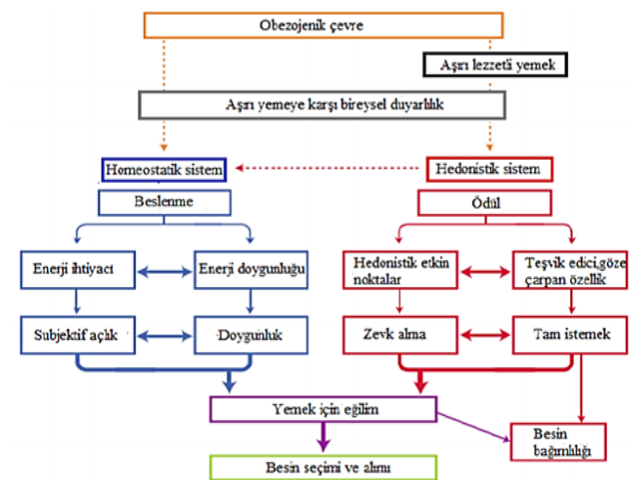 Obezojenik çevre
Aşırı lezzetli yemek
Aşırı yemeye karşı bireysel duyarlılık
Homeostatik sistem
Hedonistik sistem
Beslenme
Ödül
Enerji ihtiyacı
Enerji doygunluğu
Hedonistik etkin
noktalar
Teşvik edici,göze
çarpan özellik
Subjektif açlık
Doygunluk
Zevk alma
Tam istemek
Yemek için eğilim
Besin
bağımlılığı
Besin seçimi ve alımı